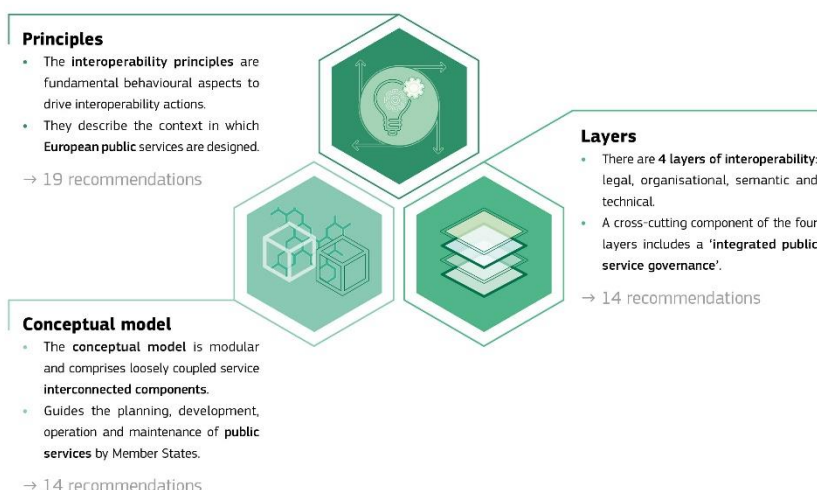 Principles
• The interoperability principles are
fundamental behavioural aspects to
drive interoperability actions.
• They describe the context in which
European public services are designed.
→ 19 recommendations
Layers
• There are 4 layers of interoperability:
legal, organisational, semantic and
technical.
• A cross-cutting component of the four
layers includes a ‘integrated public
service governance’.
→ 14 recommendations
Conceptual model
• The conceptual model is modular
and comprises loosely coupled service
interconnected components.
• Guides the planning, development,
operation and maintenance of public
services by Member States.
→ 14 recommendations